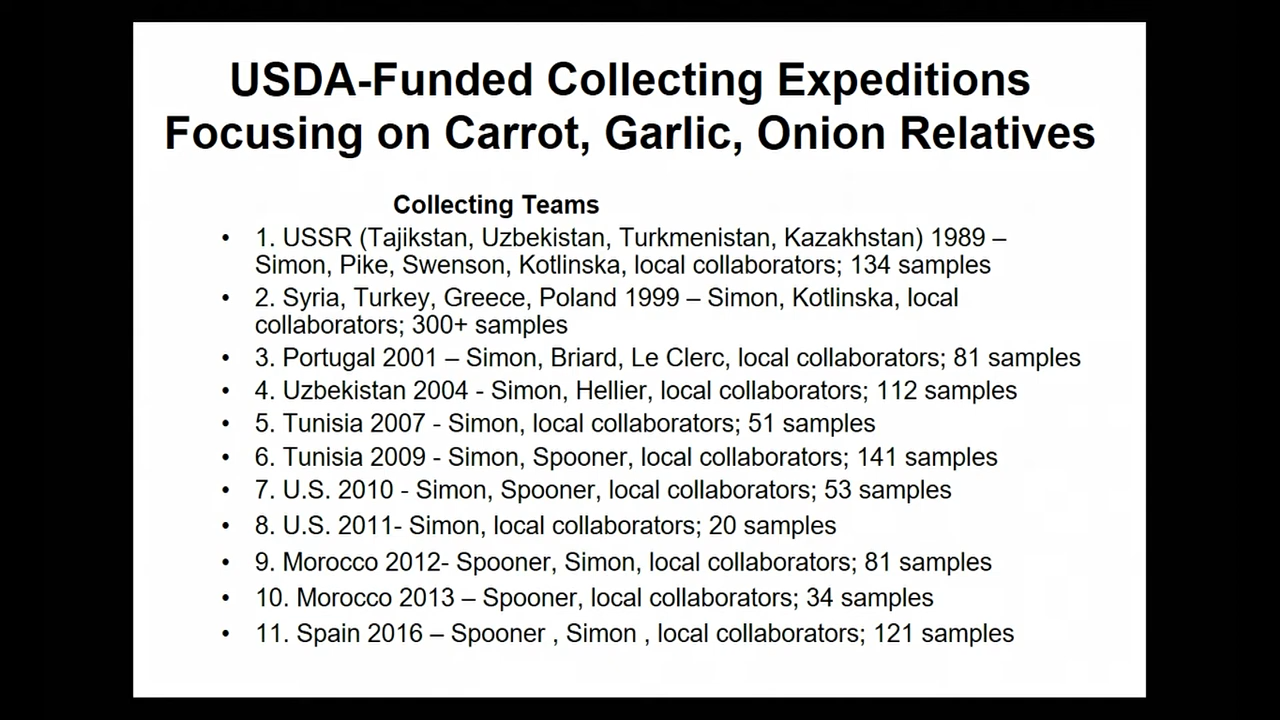 USDA-Funded Collecting Expeditions
Focusing on Carrot, Garlic, Onion Relatives
Collecting Teams
• 1. USSR (Tajikstan, Uzbekistan, Turkmenistan, Kazakhstan) 1989 –
Simon, Pike, Swenson, Kotlinska, local collaborators; 134 samples
• 2. Syria, Turkey, Greece, Poland 1999 – Simon, Kotlinska, local
collaborators; 300+ samples
• 3. Portugal 2001 – Simon, Briard, Le Clerc, local collaborators; 81 samples
• 4. Uzbekistan 2004 - Simon, Hellier, local collaborators; 112 samples
• 5. Tunisia 2007 - Simon, local collaborators; 51 samples
• 6. Tunisia 2009 - Simon, Spooner, local collaborators; 141 samples
• 7. U.S. 2010 - Simon, Spooner, local collaborators; 53 samples
• 8. U.S. 2011- Simon, local collaborators; 20 samples
• 9. Morocco 2012- Spooner, Simon, local collaborators; 81 samples
• 10. Morocco 2013 – Spooner, local collaborators; 34 samples
• 11. Spain 2016 – Spooner , Simon , local collaborators; 121 samples